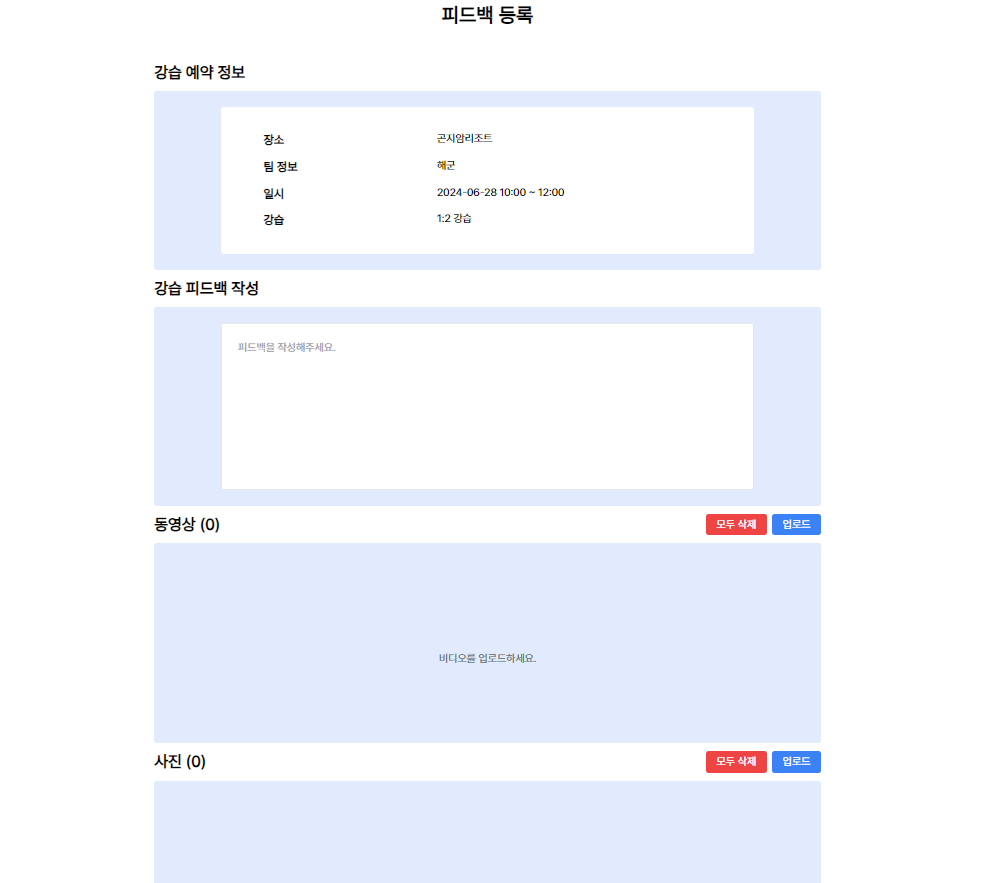 피드백 등록
강습 예약 정보
장소 곤지암리조트
팀 정보 해군
일시 2024-06-28 10:00 ~ 12:00
강습 1:2 강습
강습 피드백 작성
피드백을 작성해주세요.
동영상 (0) 모두 삭제 업로드
비디오를 업로드하세요.
사진 (0) 모두 삭제 업로드